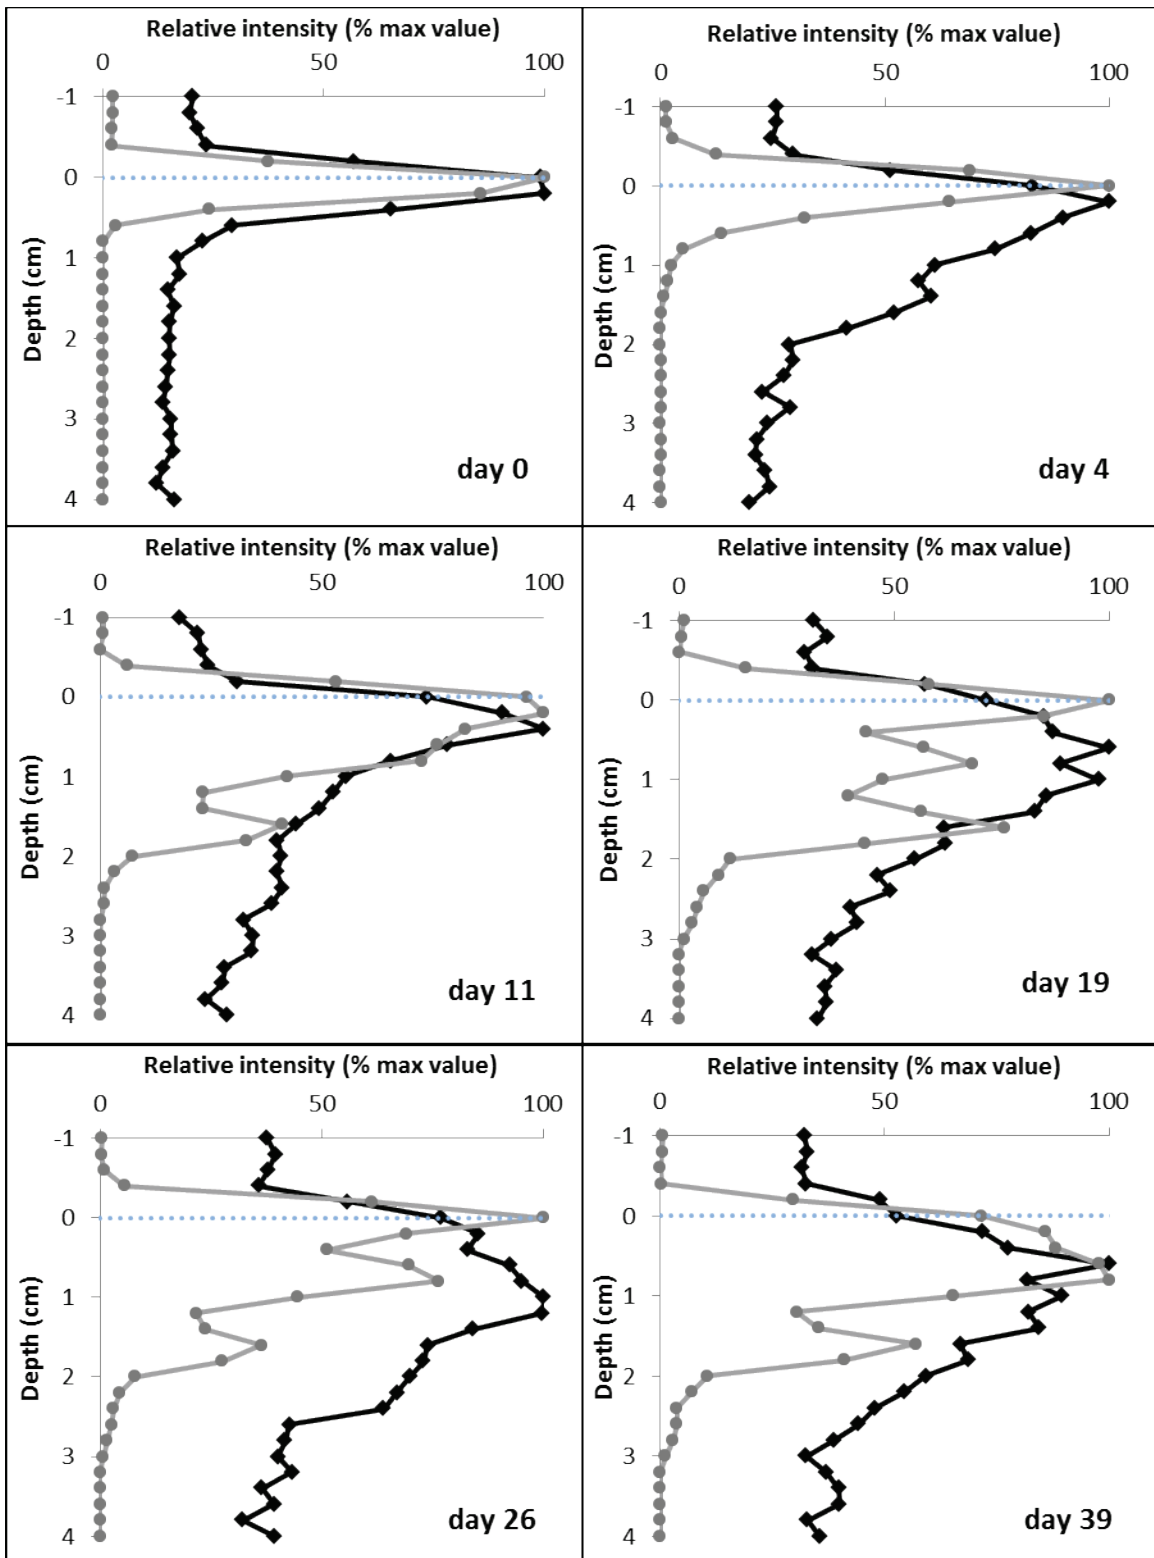 Relative intensity (% max value)
0 50 100
-1
0
1
2
3
4
Depth (cm)
day 0
Relative intensity (% max value)
0 50 100
-1
0
1
2
3
4
Depth (cm)
day 4
Relative intensity (% max value)
0 50 100
-1
0
1
2
3
4
Depth (cm)
day 11
Relative intensity (% max value)
0 50 100
-1
0
1
2
3
4
Depth (cm)
day 19
Relative intensity (% max value)
0 50 100
-1
0
1
2
3
4
Depth (cm)
day 26
Relative intensity (% max value)
0 50 100
-1
0
1
2
3
4
Depth (cm)
day 39